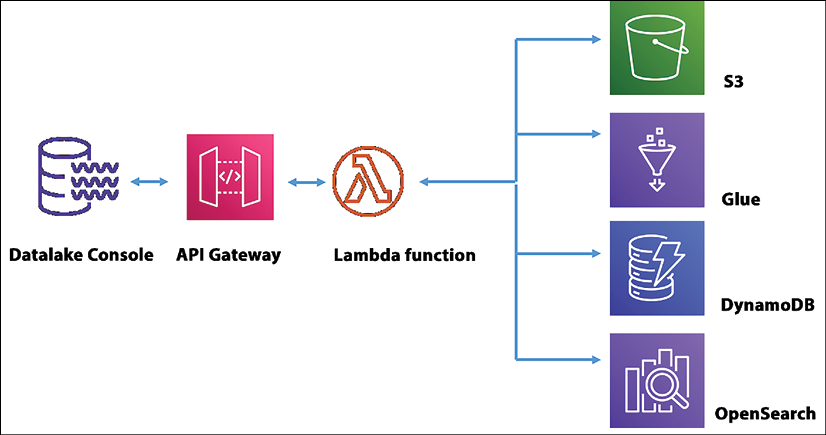 S3
</>
Glue
Datalake Console
API Gateway
Lambda function
DynamoDB
OpenSearch